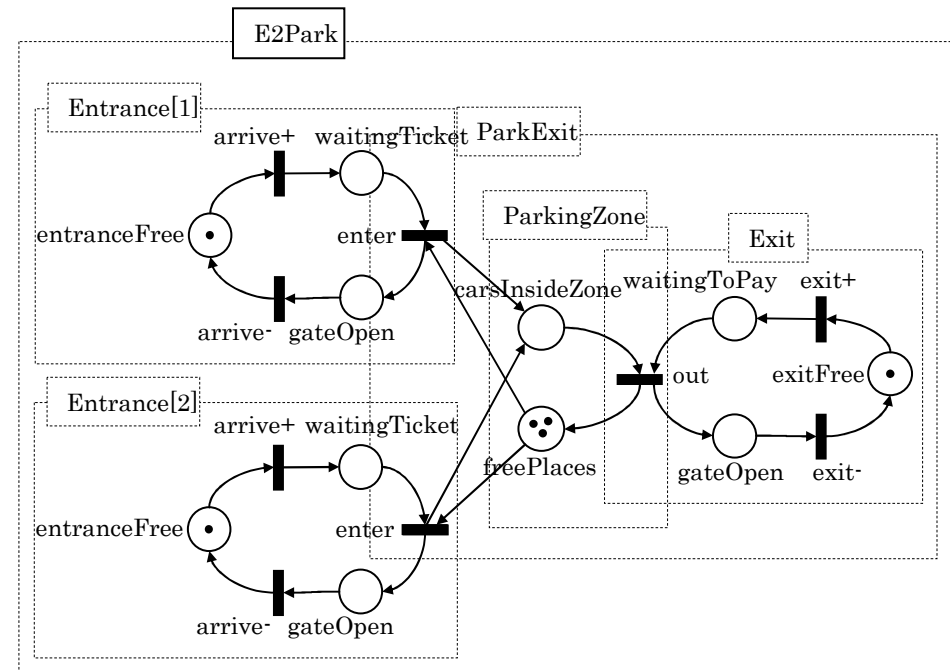 E2Park
Entrance[1]
arrive+
waitingTicket
ParkExit
entranceFree
enter
arrive-
gateOpen
ParkingZone
Exit
carsInsideZone
waitingToPay
exit+
out
exitFree
freePlaces
gateOpen
exit-
Entrance[2]
arrive+
waitingTicket
entranceFree
enter
arrive-
gateOpen